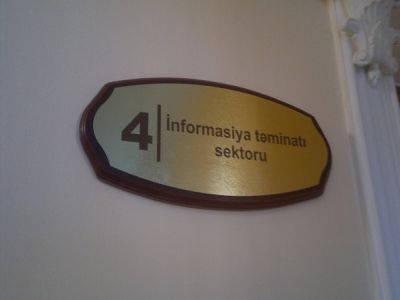 4
İnformasiya təminatı
sektoru